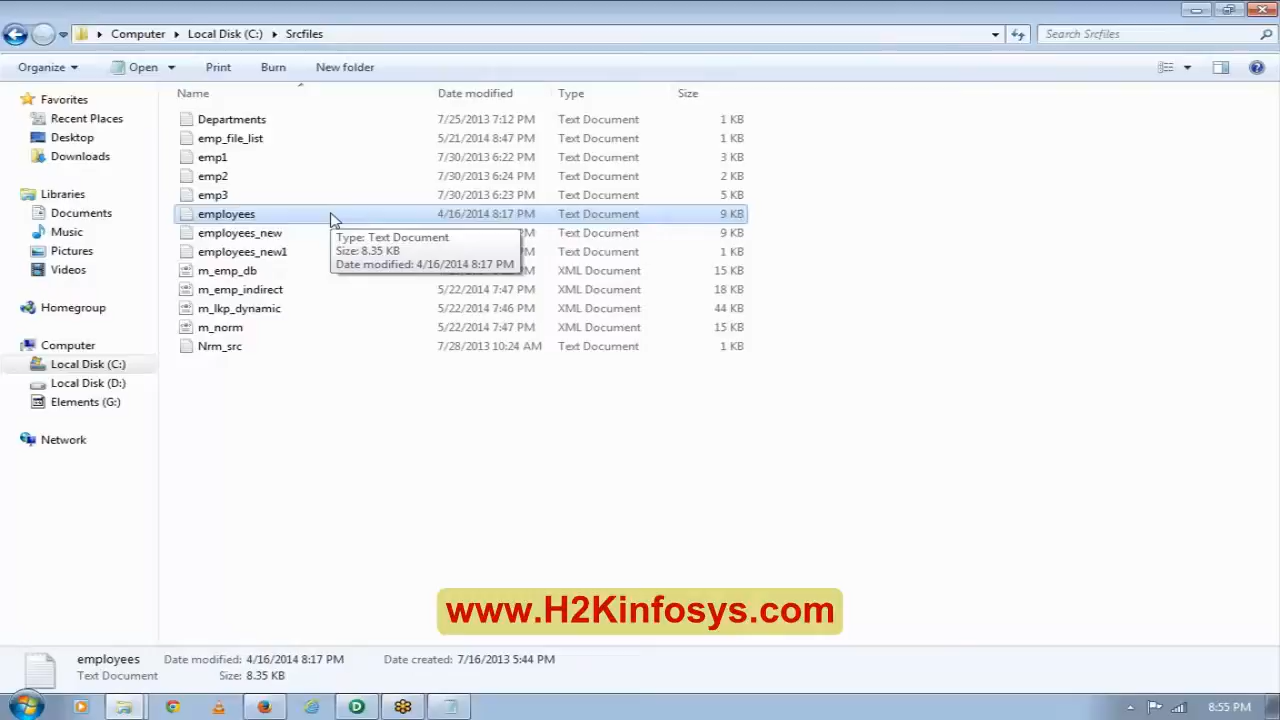 Computer Local Disk (C:) Srcfiles Search Srcfiles
Organize Open Print Burn New folder
Name Date modified Type Size
Favorites
Recent Places
Desktop
Downloads
Libraries
Documents
Music
Pictures
Videos
Homegroup
Computer
Local Disk (C:)
Local Disk (D:)
Elements (G:)
Network
Departments 7/25/2013 7:12 PM Text Document 1 KB
emp_file_list 5/21/2014 8:47 PM Text Document 1 KB
emp1 7/30/2013 6:22 PM Text Document 3 KB
emp2 7/30/2013 6:24 PM Text Document 2 KB
emp3 7/30/2013 6:23 PM Text Document 5 KB
employees 4/16/2014 8:17 PM Text Document 9 KB
employees_new PM Text Document 9 KB
employees_new1 PM Text Document 1 KB
m_emp_db PM XML Document 15 KB
m_emp_indirect 5/22/2014 7:47 PM XML Document 18 KB
m_lkp_dynamic 5/22/2014 7:46 PM XML Document 44 KB
m_norm 5/22/2014 7:47 PM XML Document 15 KB
Nrm_src 7/28/2013 10:24 AM Text Document 1 KB
Type: Text Document
Size: 8.35 KB
Date modified: 4/16/2014 8:17 PM
www.H2Kinfosys.com
employees Date modified: 4/16/2014 8:17 PM Date created: 7/16/2013 5:44 PM
Text Document Size: 8.35 KB
8:55 PM